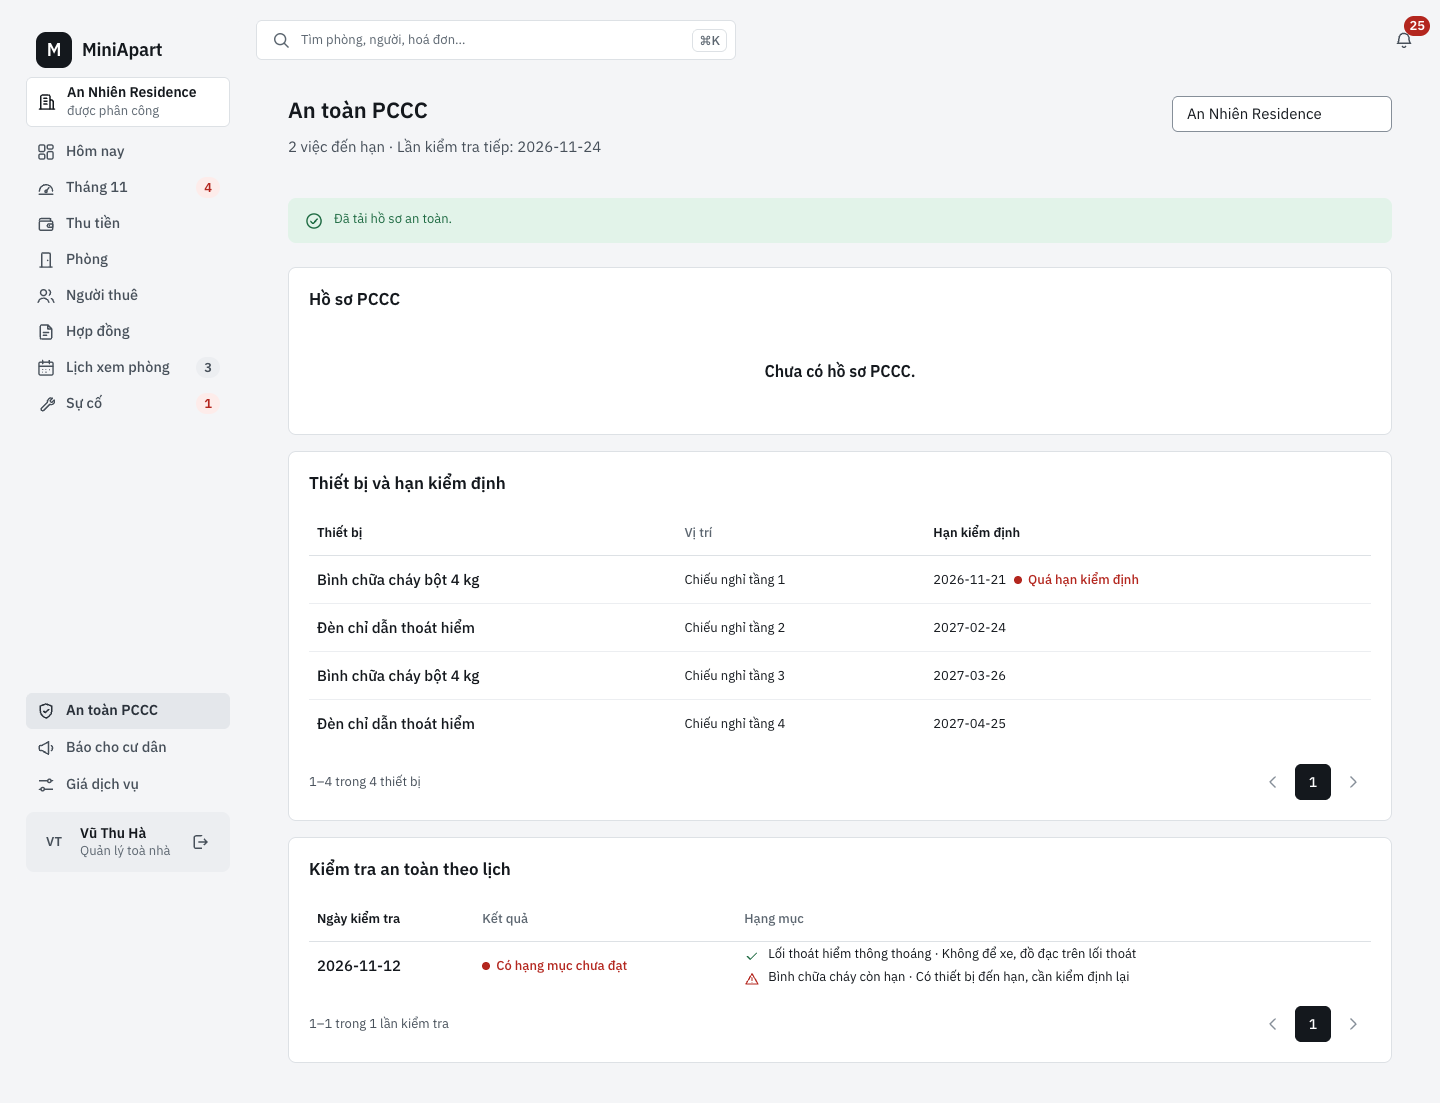 M MiniApart
An Nhiên Residence
được phân công
Hôm nay
Tháng 11 4
Thu tiền
Phòng
Người thuê
Hợp đồng
Lịch xem phòng 3
Sự cố 1
An toàn PCCC
Báo cho cư dân
Giá dịch vụ
VT Vũ Thu Hà
Quản lý toà nhà
Tìm phòng, người, hoá đơn... ⌘K
25
An toàn PCCC
2 việc đến hạn · Lần kiểm tra tiếp: 2026-11-24
An Nhiên Residence
Đã tải hồ sơ an toàn.
Hồ sơ PCCC
Chưa có hồ sơ PCCC.
Thiết bị và hạn kiểm định
Thiết bị Vị trí Hạn kiểm định
Bình chữa cháy bột 4 kg Chiếu nghỉ tầng 1 2026-11-21 Quá hạn kiểm định
Đèn chỉ dẫn thoát hiểm Chiếu nghỉ tầng 2 2027-02-24
Bình chữa cháy bột 4 kg Chiếu nghỉ tầng 3 2027-03-26
Đèn chỉ dẫn thoát hiểm Chiếu nghỉ tầng 4 2027-04-25
1–4 trong 4 thiết bị 1
Kiểm tra an toàn theo lịch
Ngày kiểm tra Kết quả Hạng mục
2026-11-12 Có hạng mục chưa đạt Lối thoát hiểm thông thoáng · Không để xe, đồ đạc trên lối thoát
Bình chữa cháy còn hạn · Có thiết bị đến hạn, cần kiểm định lại
1–1 trong 1 lần kiểm tra 1